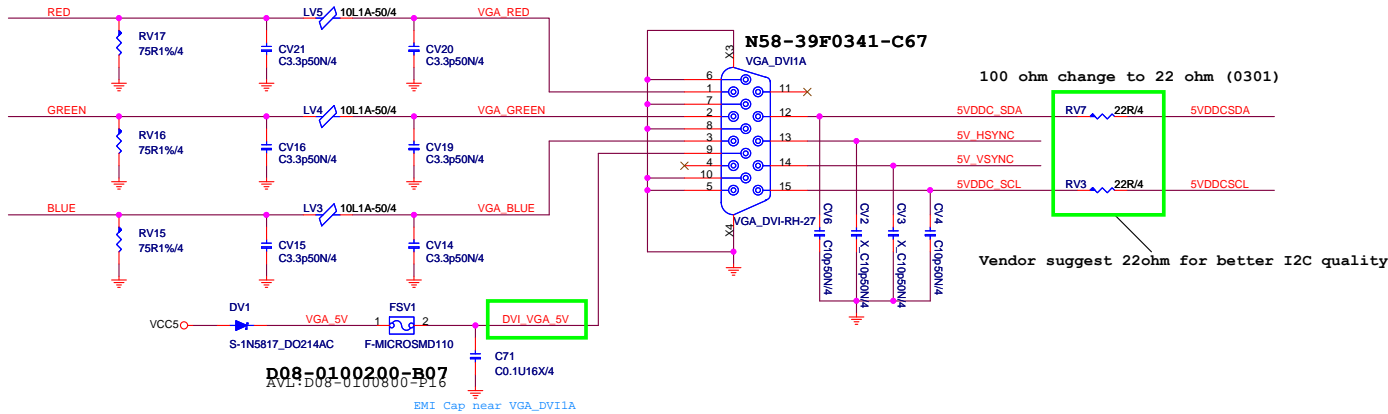 RED
LV5 10L1A-50/4
VGA_RED
RV17
75R1%/4
CV21
C3.3p50N/4
CV20
C3.3p50N/4
GREEN
LV4 10L1A-50/4
VGA_GREEN
RV16
75R1%/4
CV16
C3.3p50N/4
CV19
C3.3p50N/4
BLUE
LV3 10L1A-50/4
VGA_BLUE
RV15
75R1%/4
CV15
C3.3p50N/4
CV14
C3.3p50N/4
N58-39F0341-C67
VGA_DVI1A
X3
6
1
7
2
8
3
9
4
10
5
11
12
13
14
15
X4
VGA_DVI-RH-27
100 ohm change to 22 ohm (0301)
5VDDC_SDA
RV7 22R/4
5VDDCSDA
5V_HSYNC
5V_VSYNC
5VDDC_SCL
RV3 22R/4
5VDDCSCL
CV6
C10p50N/4
CV2
X_C10p50N/4
CV3
X_C10p50N/4
CV4
C10p50N/4
Vendor suggest 22ohm for better I2C quality
VCC5
DV1
S-1N5817_DO214AC
VGA_5V
1
FSV1
2
F-MICROSMD110
DVI_VGA_5V
C71
C0.1U16X/4
D08-0100200-B07
AVL:D08-0100800-P16
EMI Cap near VGA_DVI1A